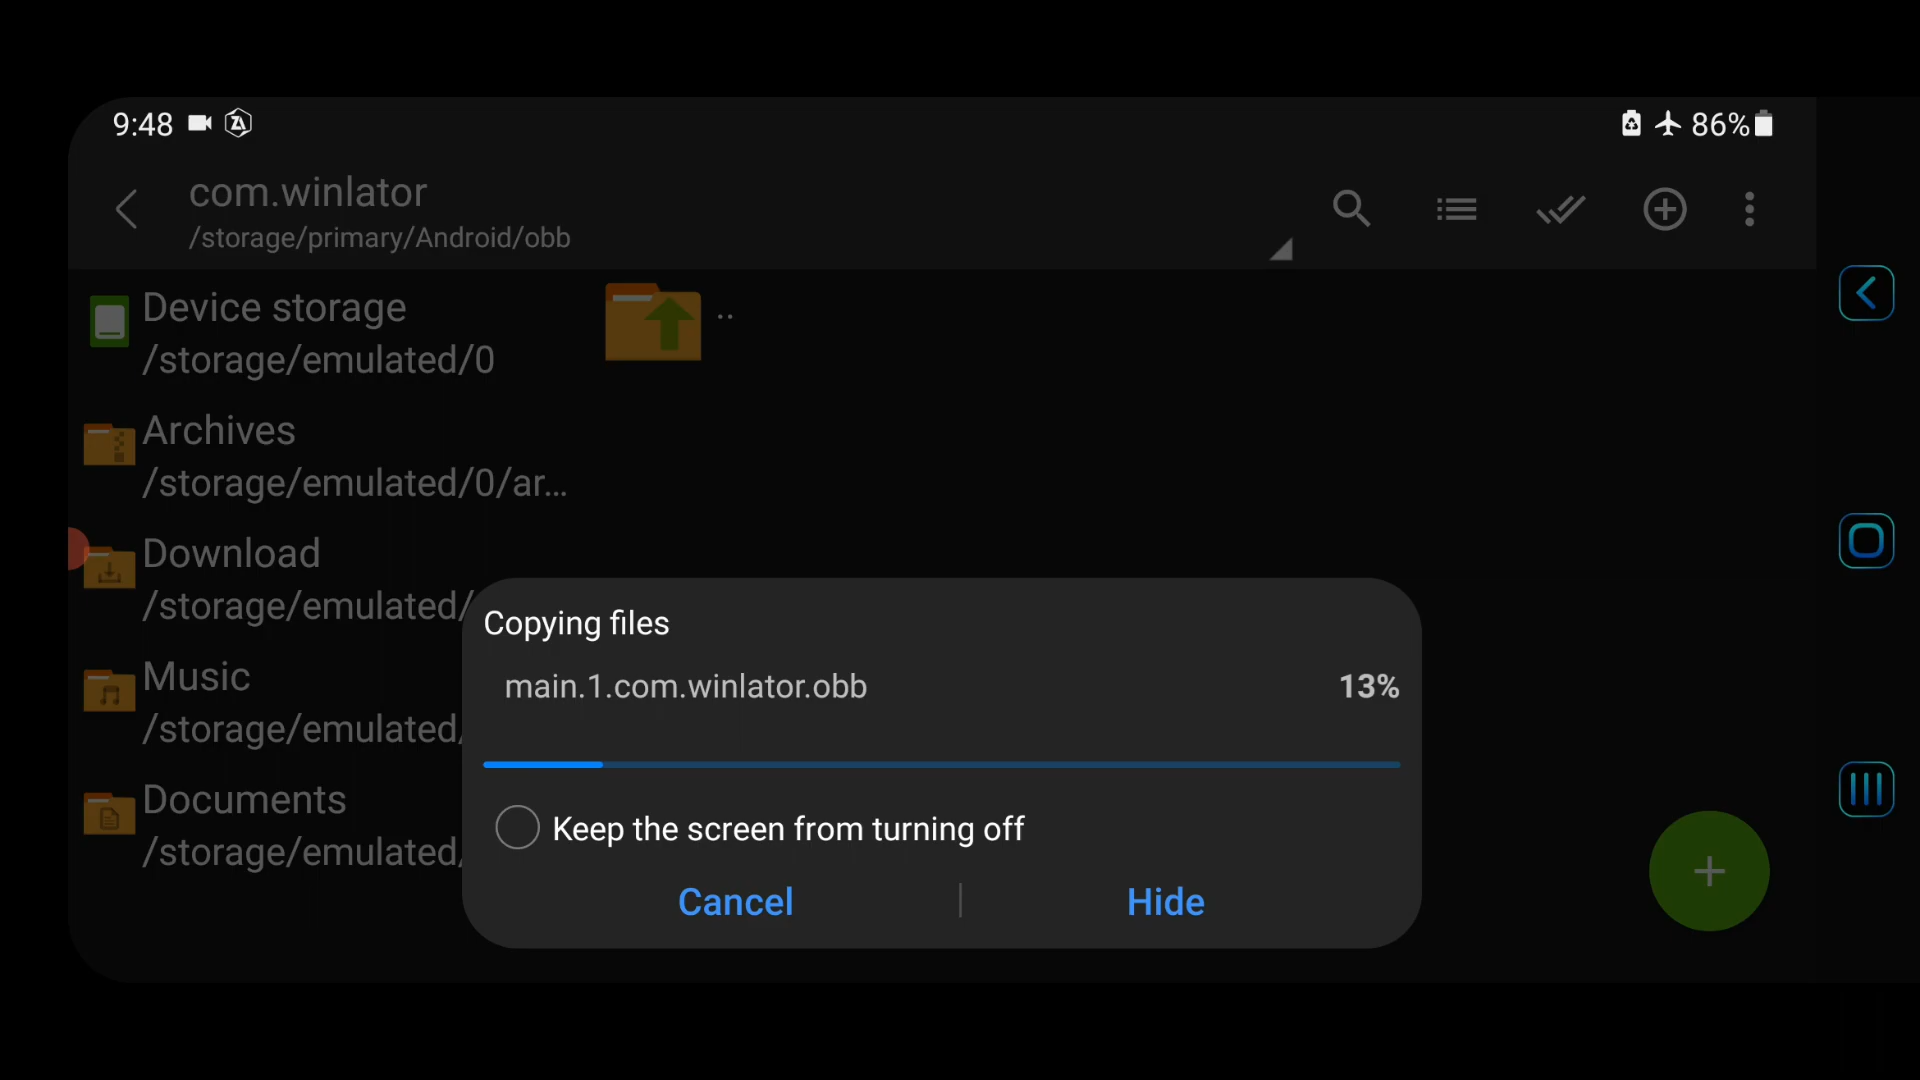 9:48
86%
com.winlator
/storage/primary/Android/obb
Device storage
/storage/emulated/0
..
Archives
/storage/emulated/0/ar...
Download
/storage/emulated/
Music
/storage/emulated/
Documents
/storage/emulated/
Copying files
main.1.com.winlator.obb
13%
Keep the screen from turning off
Cancel
Hide